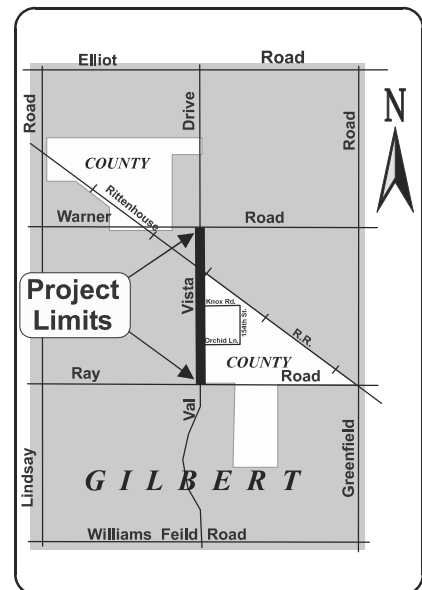 Elliot Road
Road
Drive
Road
N
COUNTY
Rittenhouse
Warner Road
Project
Limits
Vista
Knox Rd.
154th St.
Orchid Ln.
R.R.
COUNTY
Ray Road
Val
Lindsay
Greenfield
GILBERT
Williams Feild Road